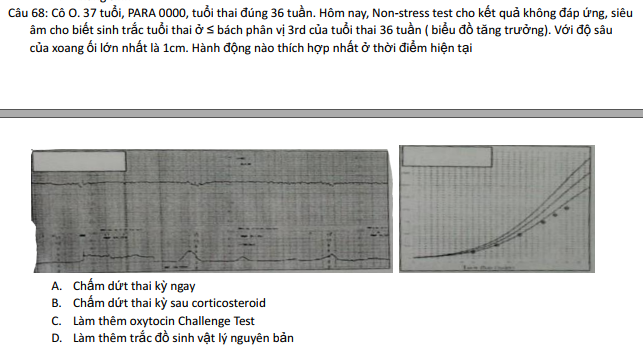 Câu 68: Cô O. 37 tuổi, PARA 0000, tuổi thai đúng 36 tuần. Hôm nay, Non-stress test cho kết quả không đáp ứng, siêu
âm cho biết sinh trắc tuổi thai ở ≤ bách phân vị 3rd của tuổi thai 36 tuần ( biểu đồ tăng trưởng). Với độ sâu
của xoang ối lớn nhất là 1cm. Hành động nào thích hợp nhất ở thời điểm hiện tại
A. Chấm dứt thai kỳ ngay
B. Chấm dứt thai kỳ sau corticosteroid
C. Làm thêm oxytocin Challenge Test
D. Làm thêm trắc đồ sinh vật lý nguyên bản